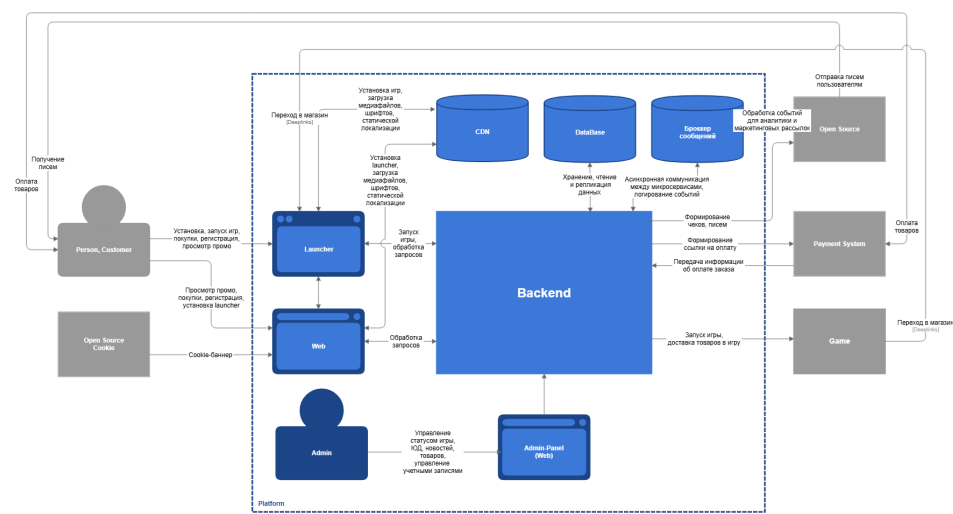 Отправка писем
пользователям
Установка игр,
загрузка
медиафайлов,
шрифтов,
статической
локализации
Переход в магазин
[Deeplinks]
CDN
DataBase
Броккер
сообщений
Обработка событий
для аналитики и
маркетинговых рассылок
Open Source
Получение
писем
Оплата
товаров
Установка
launcher,
загрузка
медиафайлов,
шрифтов,
статической
локализации
Хранение, чтение
и репликация
данных
Асинхронная коммуникация
между микросервисами,
логирование событий
Person, Customer
Установка, запуск игр,
покупки, регистрация,
просмотр промо
Launcher
Запуск
игры,
обработка
запросов
Backend
Формирование
чеков, писем
Формирование
ссылки на оплату
Передача информации
об оплате заказа
Payment System
Оплата
товаров
Просмотр промо,
покупки, регистрация,
установка launcher
Open Source
Cookie
Cookie-баннер
Web
Обработка
запросов
Запуск игры,
доставка товаров в игру
Game
Переход в магазин
[Deeplinks]
Admin
Управление
статусом игры,
ЮД, новостей,
товаров,
управление
учетными записями
Admin-Panel
(Web)
Platform